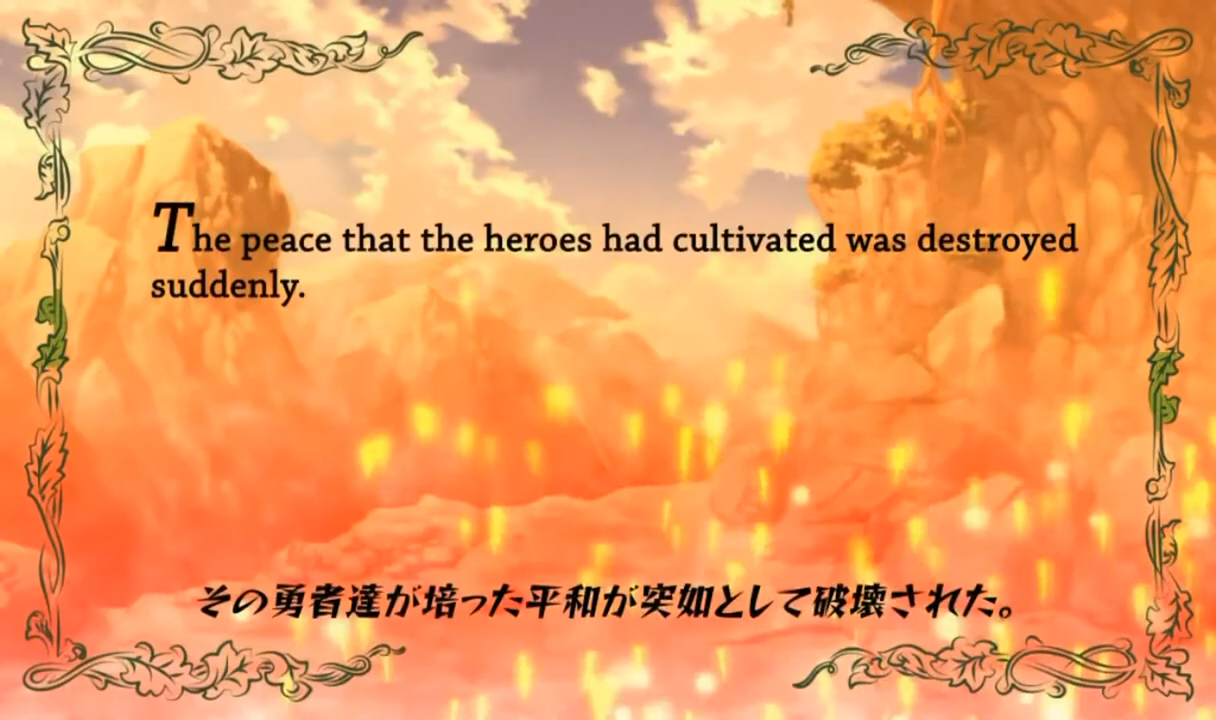 The peace that the heroes had cultivated was destroyed
suddenly.
その勇者達が培った平和が突如として破壊された。